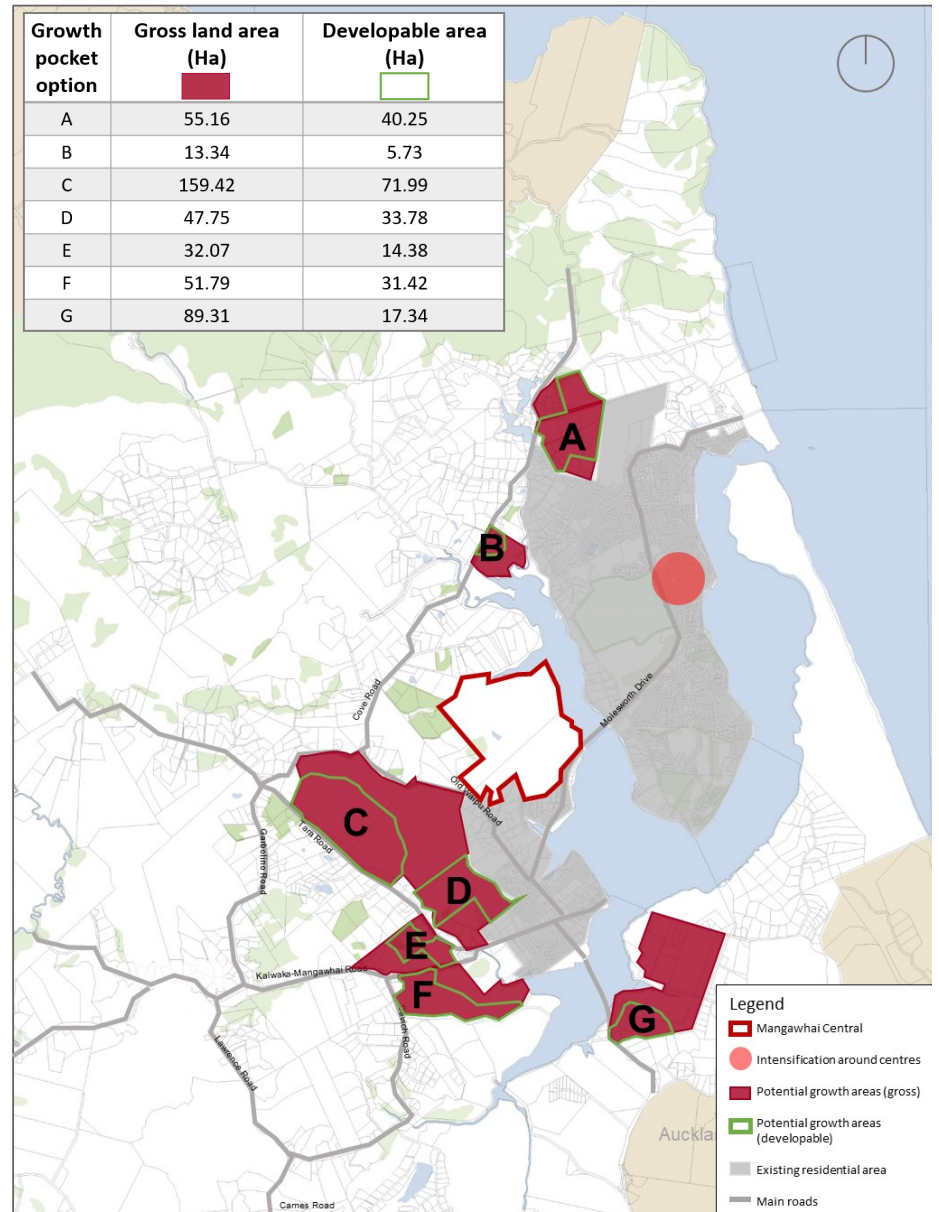 Growth pocket option Gross land area (Ha) Developable area (Ha)
A 55.16 40.25
B 13.34 5.73
C 159.42 71.99
D 47.75 33.78
E 32.07 14.38
F 51.79 31.42
G 89.31 17.34
A
B
Molesworth Drive
Cove Road
Old Waipu Road
C
Tara Road
Garbolino Road
D
E
Kaiwaka-Mangawhai Road
F
G
Lawrence Road
Cames Road
Legend
Mangawhai Central
Intensification around centres
Potential growth areas (gross)
Potential growth areas
(developable)
Existing residential area
Main roads